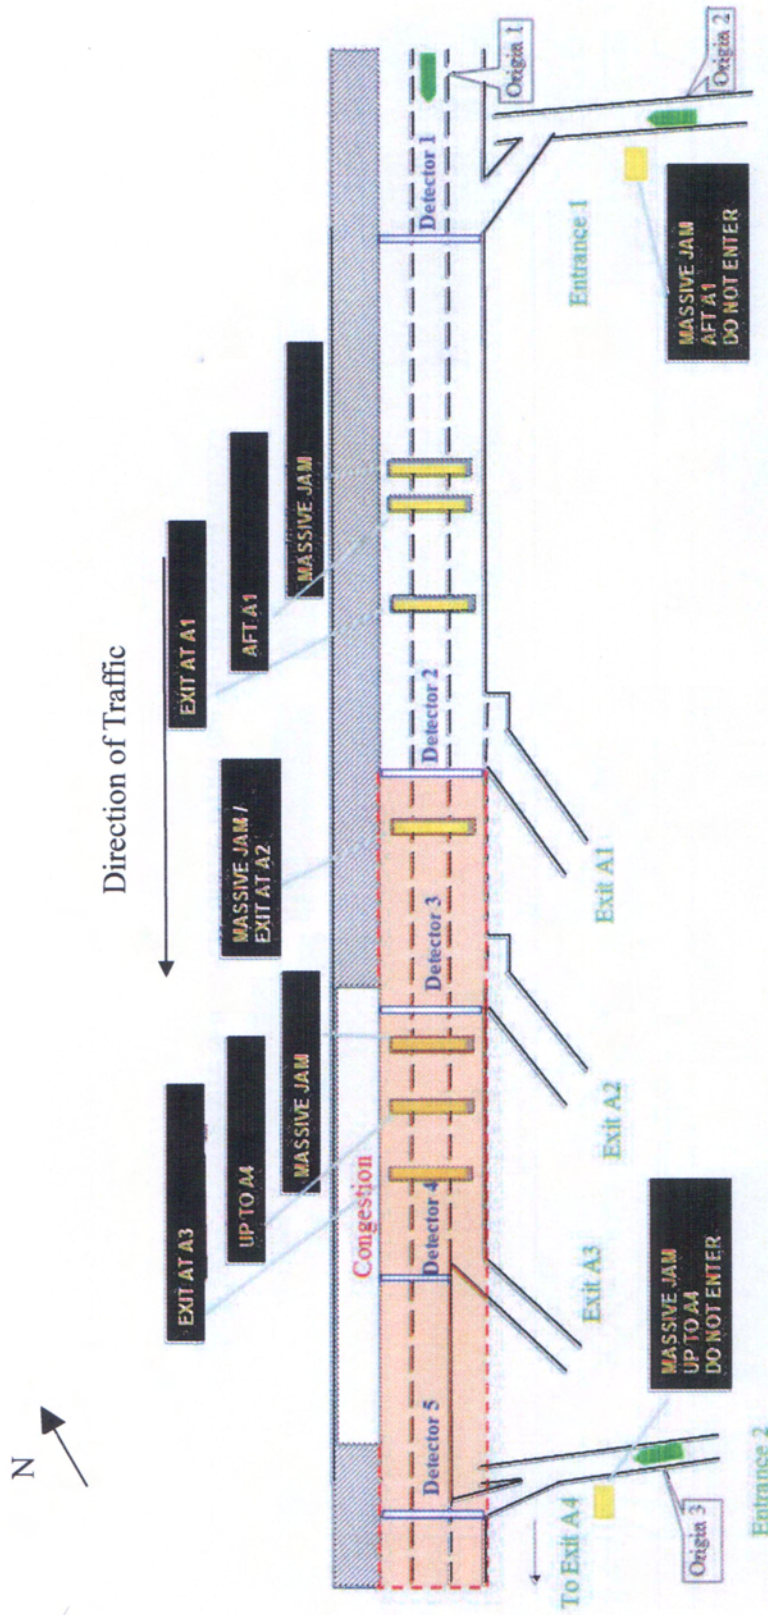 N
Direction of Traffic
EXIT AT A3
UP TO A4
MASSIVE JAM
MASSIVE JAM /
EXIT AT A2
EXIT AT A1
AFT A1
MASSIVE JAM
Congestion
Detector 5
Detector 4
Detector 3
Detector 2
Detector 1
Origin 1
To Exit A4
Origin 3
Entrance 2
MASSIVE JAM
UP TO A4
DO NOT ENTER
Exit A3
Exit A2
Exit A1
Entrance 1
MASSIVE JAM
AFT A1
DO NOT ENTER
Origin 2